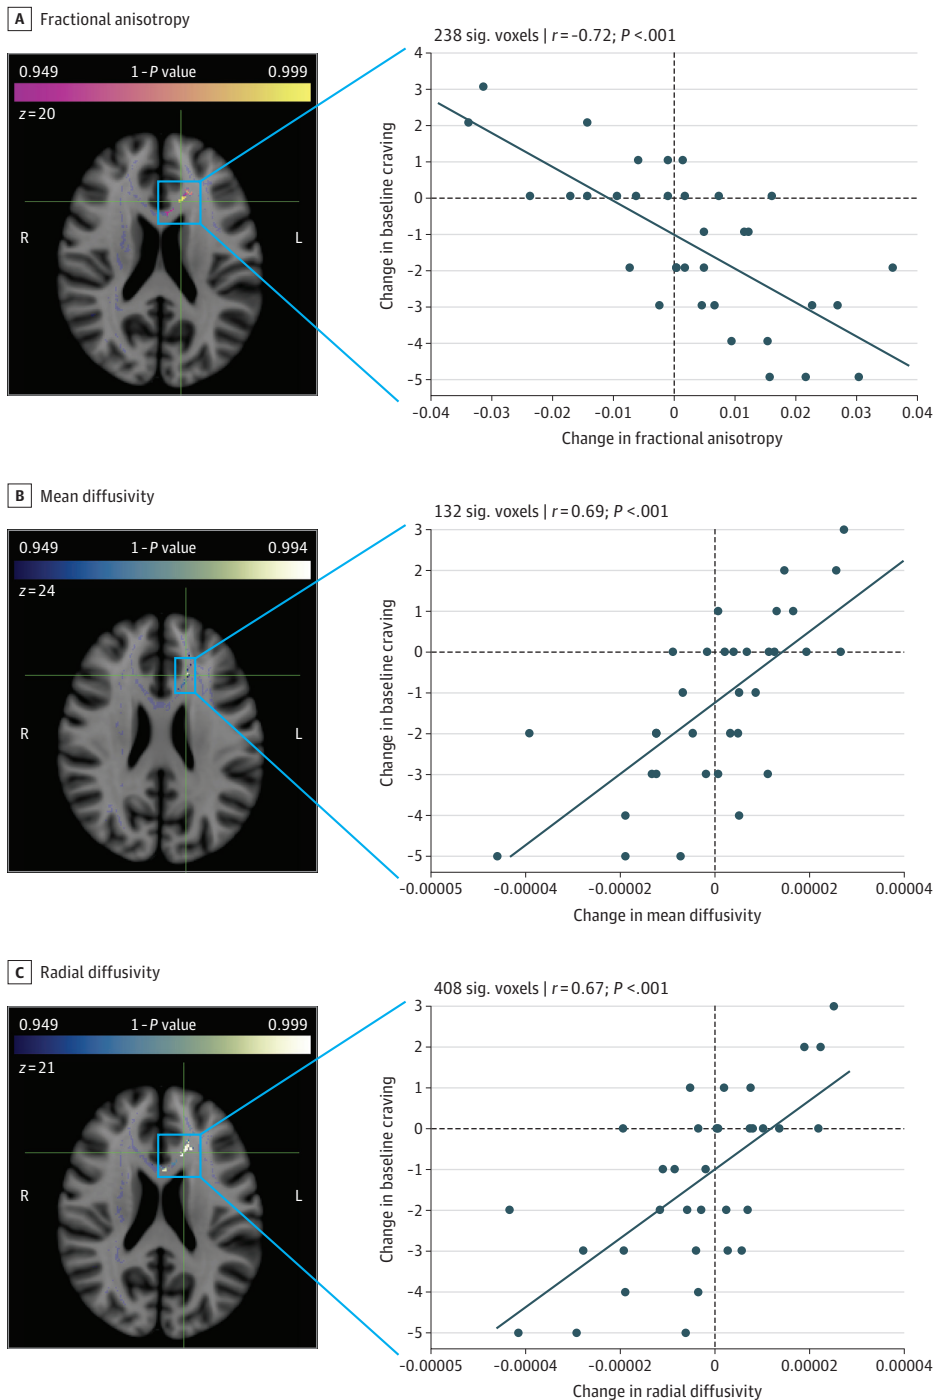 A Fractional anisotropy
238 sig. voxels | r = -0.72; P <.001
0.949 1 - P value 0.999
z = 20
R
L
Change in baseline craving
4
3
2
1
0
-1
-2
-3
-4
-5
-0.04 -0.03 -0.02 -0.01 0 0.01 0.02 0.03 0.04
Change in fractional anisotropy
B Mean diffusivity
132 sig. voxels | r = 0.69; P <.001
0.949 1 - P value 0.994
z = 24
R
L
Change in baseline craving
3
2
1
0
-1
-2
-3
-4
-5
-0.00005 -0.00004 -0.00002 0 0.00002 0.00004
Change in mean diffusivity
C Radial diffusivity
408 sig. voxels | r = 0.67; P <.001
0.949 1 - P value 0.999
z = 21
R
L
Change in baseline craving
3
2
1
0
-1
-2
-3
-4
-5
-0.00005 -0.00004 -0.00002 0 0.00002 0.00004
Change in radial diffusivity